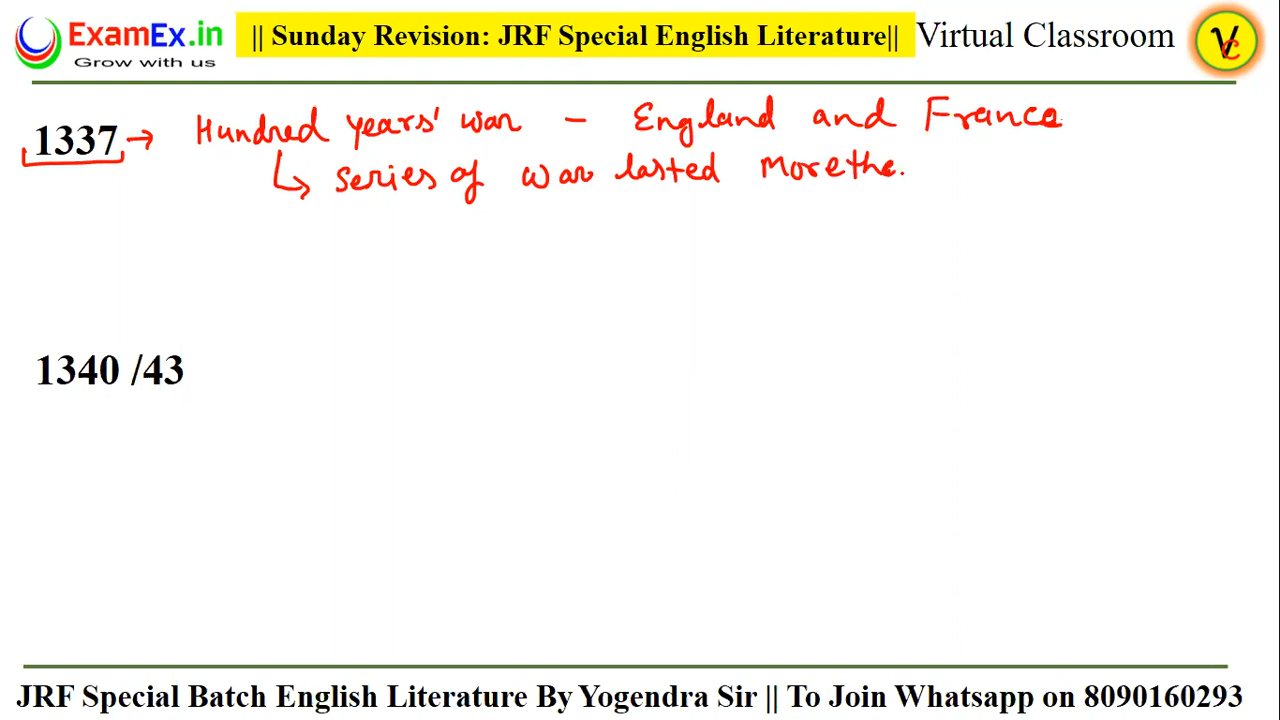 ExamEx.in
Grow with us
|| Sunday Revision: JRF Special English Literature||
Virtual Classroom
VC
1337 → Hundred years' war - England and France
↳ series of war lasted Morethe.
1340 /43
JRF Special Batch English Literature By Yogendra Sir || To Join Whatsapp on 8090160293